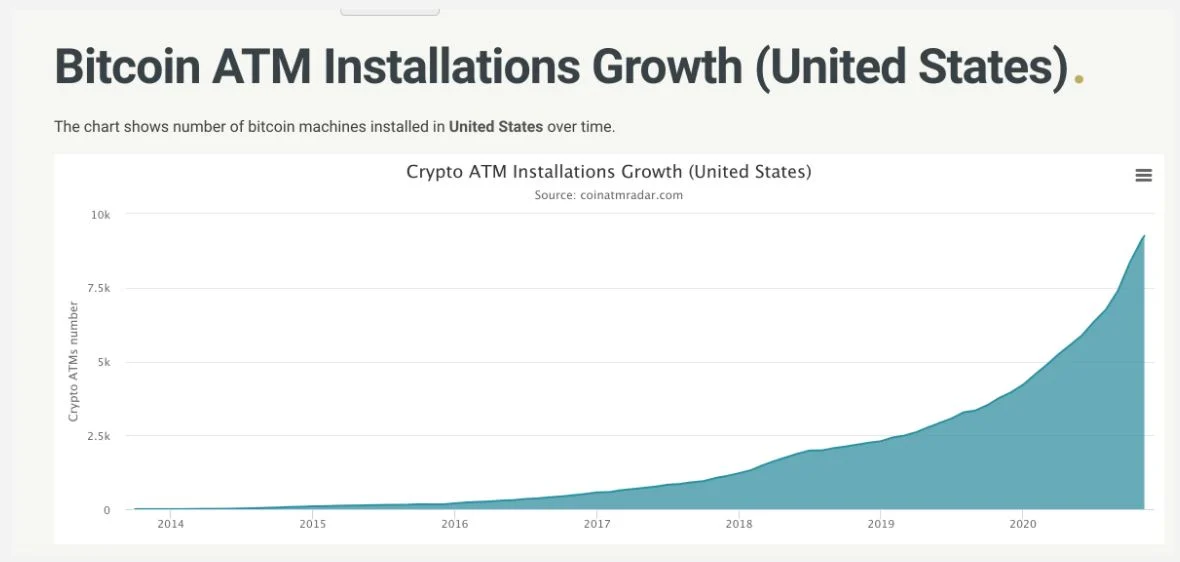 Bitcoin ATM Installations Growth (United States).
The chart shows number of bitcoin machines installed in United States over time.
Crypto ATM Installations Growth (United States)
Source: coinatmradar.com
Crypto ATMs number
10k
7.5k
5k
2.5k
0
2014 2015 2016 2017 2018 2019 2020